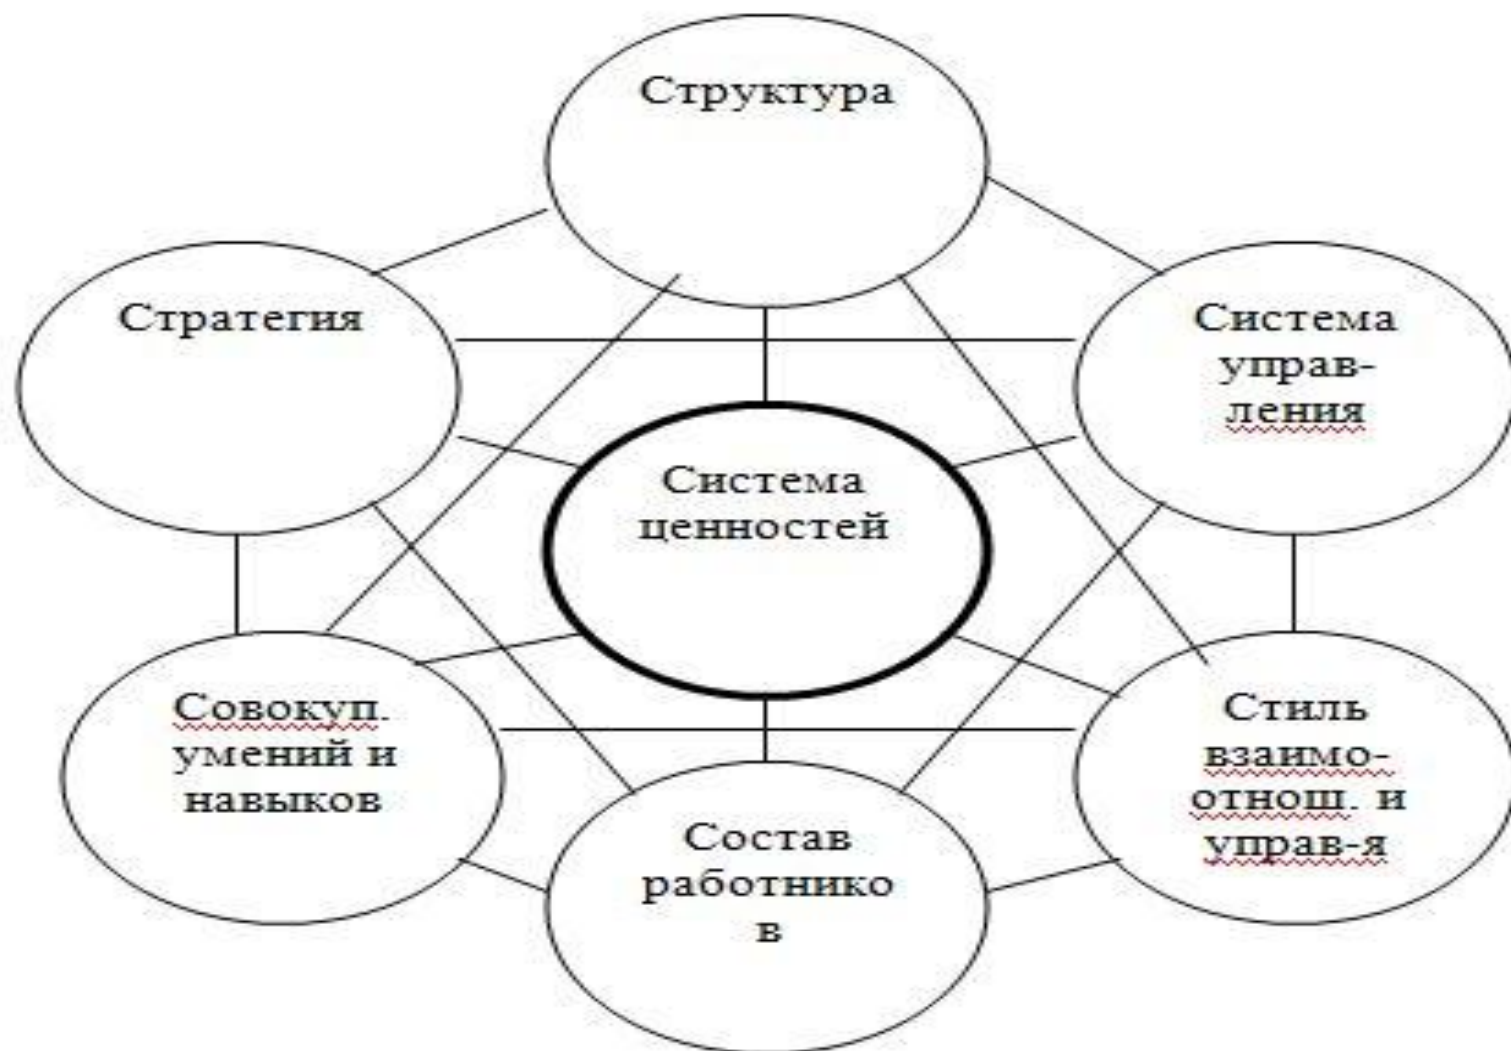 Структура
Стратегия
Система
управ-
ления
Система
ценностей
Совокуп.
умений и
навыков
Стиль
взаимо-
отнош. и
управ-я
Состав
работнико
в